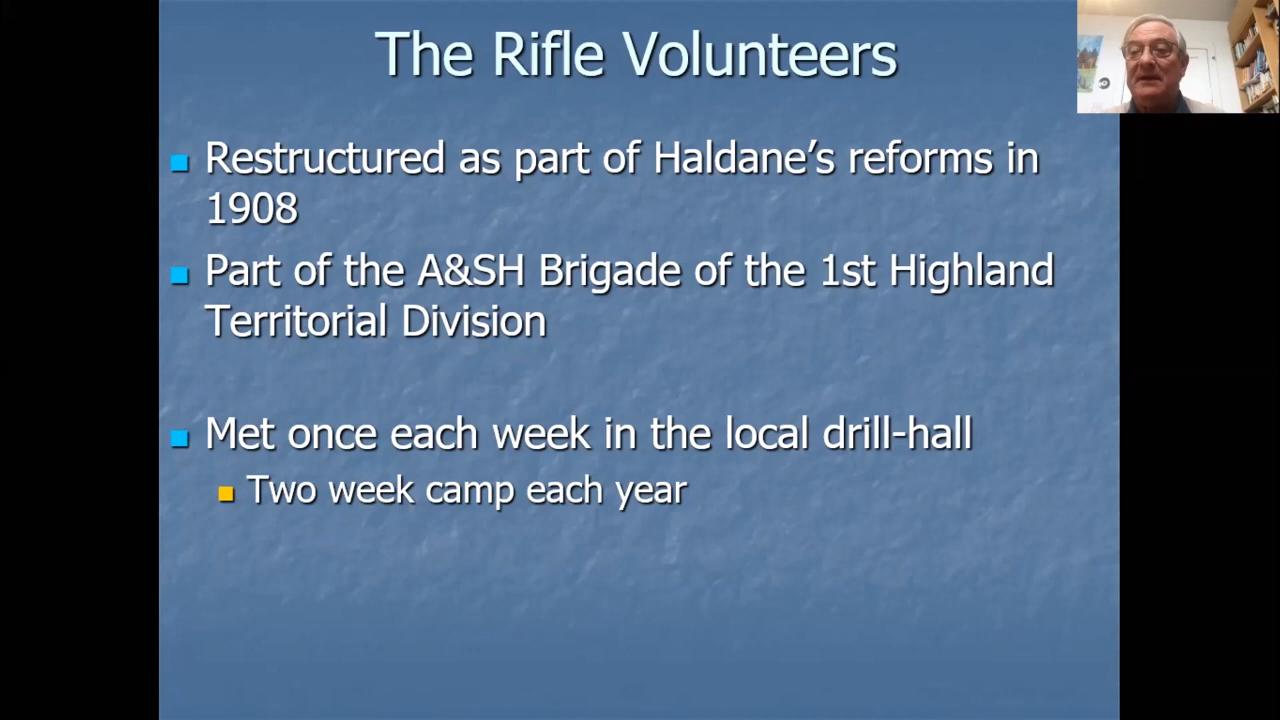 The Rifle Volunteers
Restructured as part of Haldane’s reforms in
1908
Part of the A&SH Brigade of the 1st Highland
Territorial Division
Met once each week in the local drill-hall
Two week camp each year